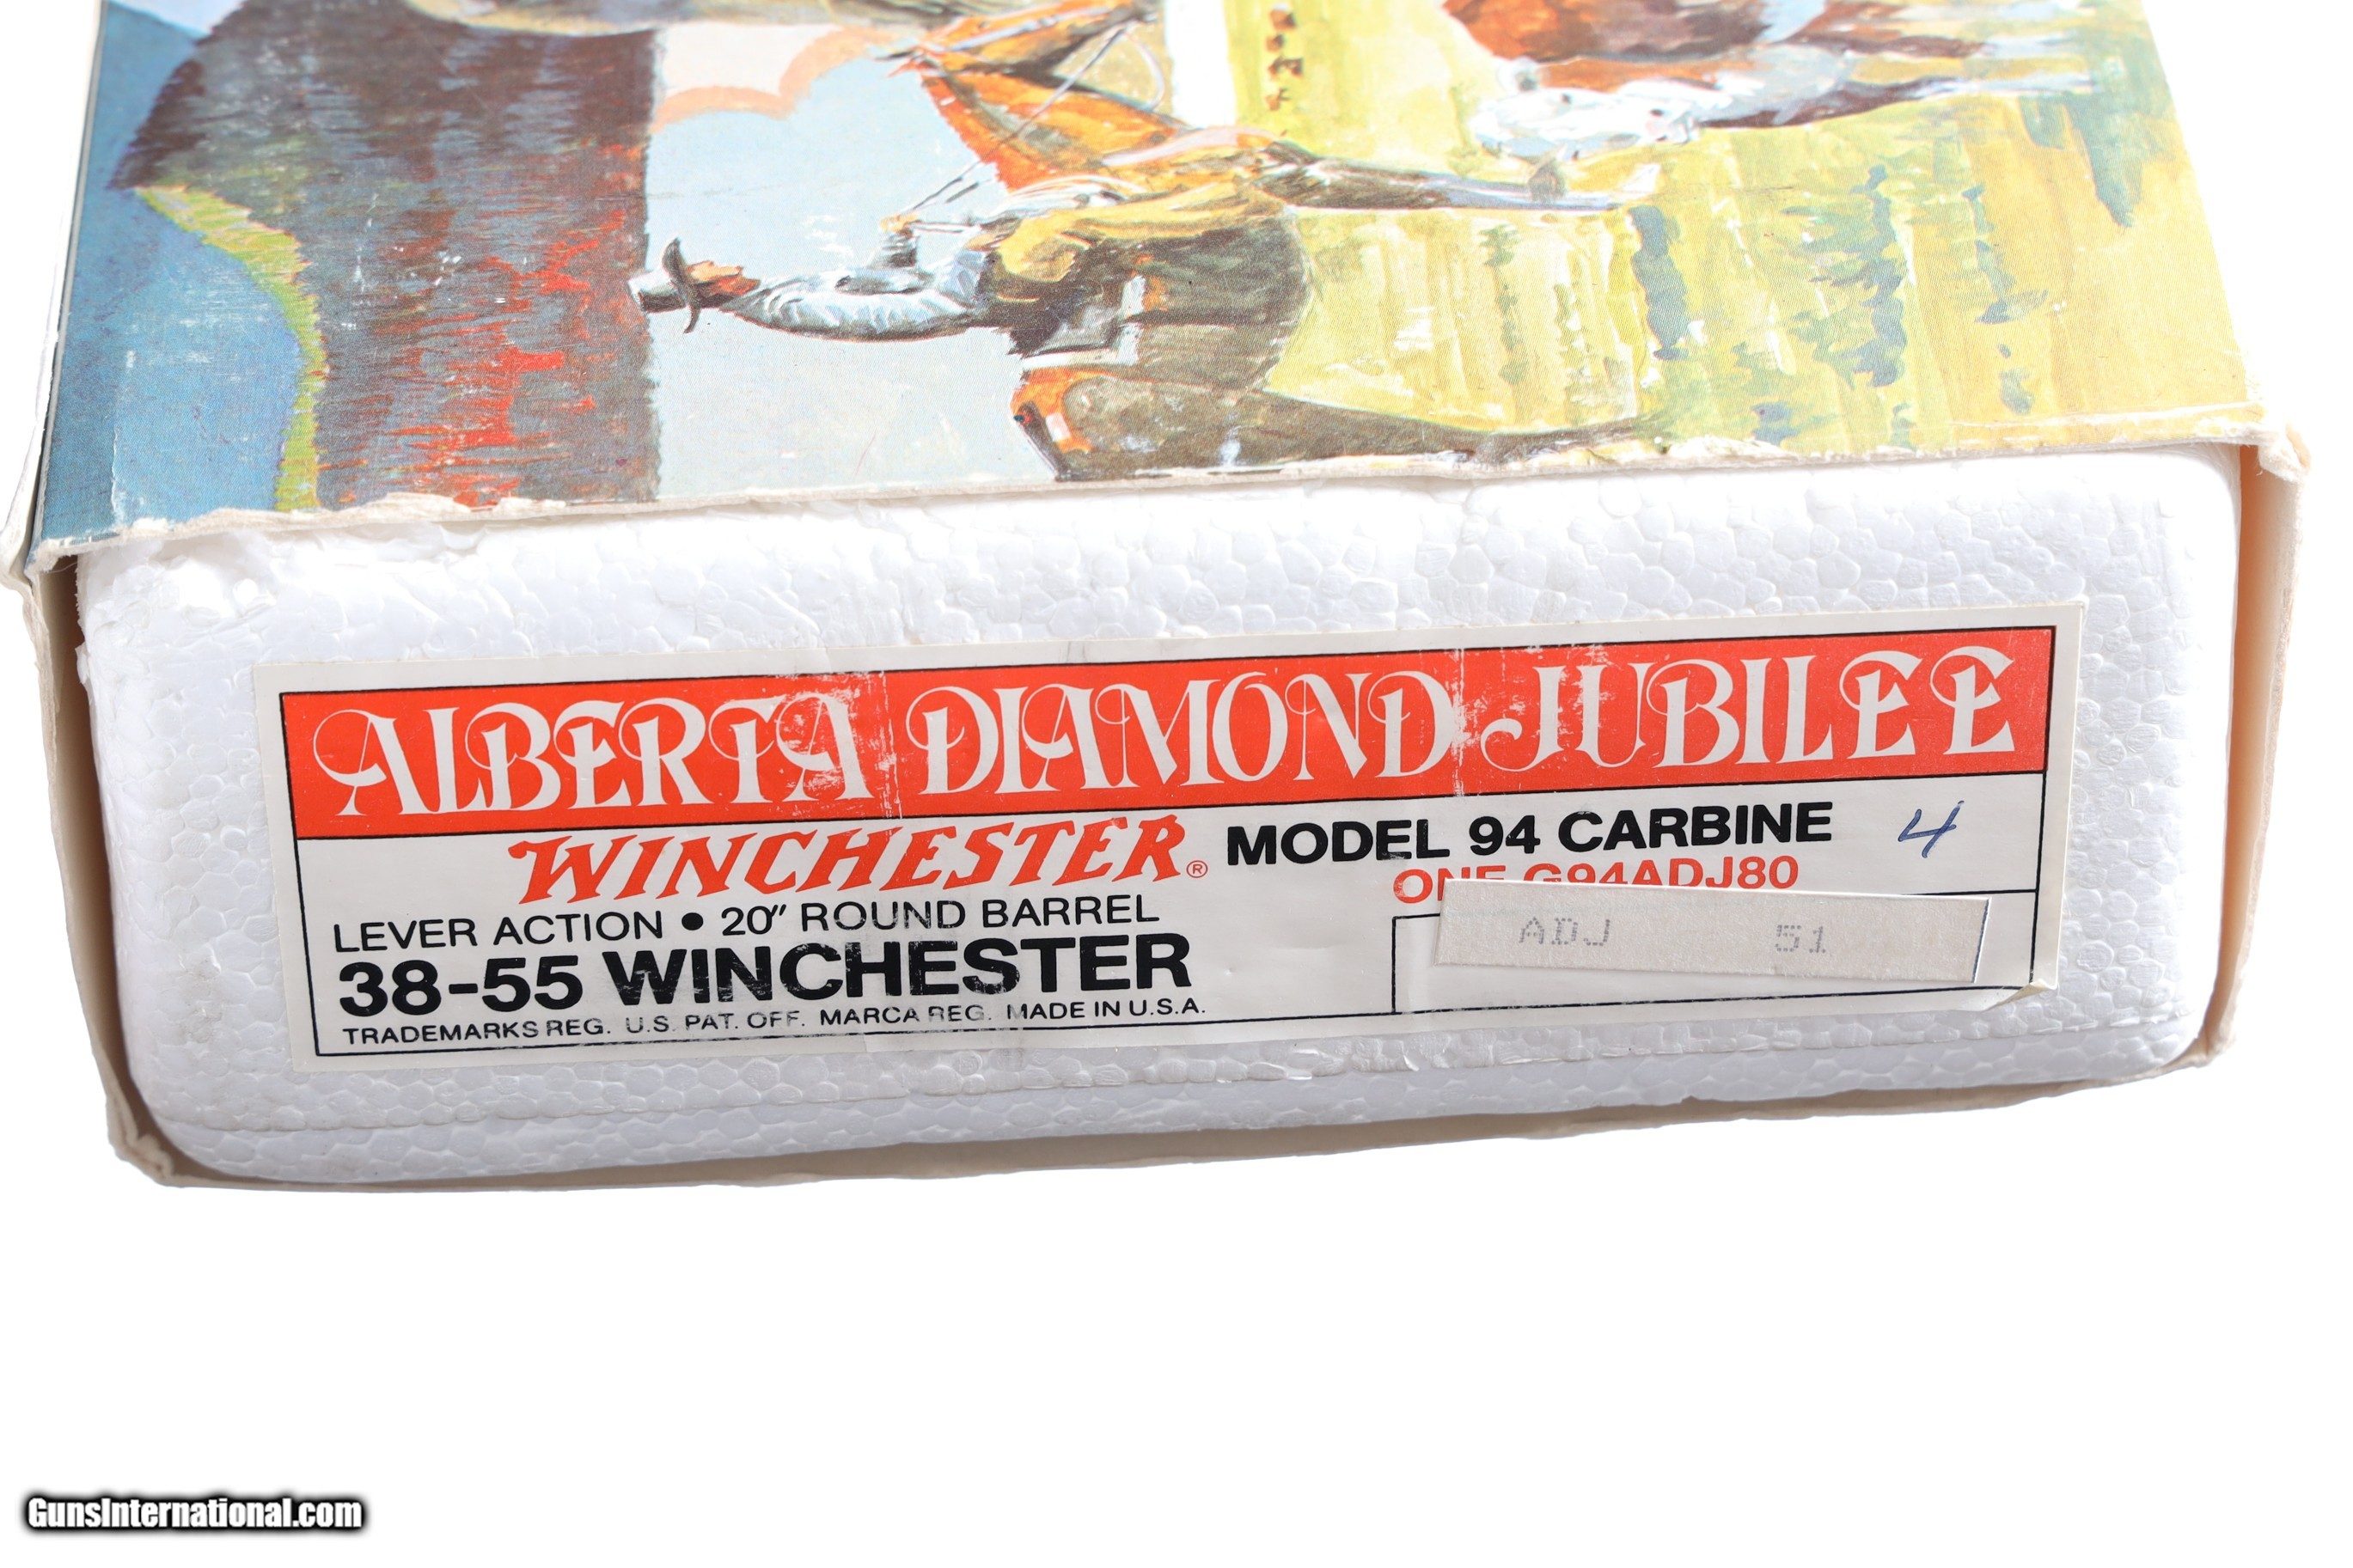 ALBERTA DIAMOND JUBILEE
WINCHESTER® MODEL 94 CARBINE 4
ONE G94ADJ80
LEVER ACTION • 20" ROUND BARREL
38-55 WINCHESTER
ADJ 51
TRADEMARKS REG. U.S. PAT. OFF. MARCA REG. MADE IN U.S.A.
GunsInternational.com